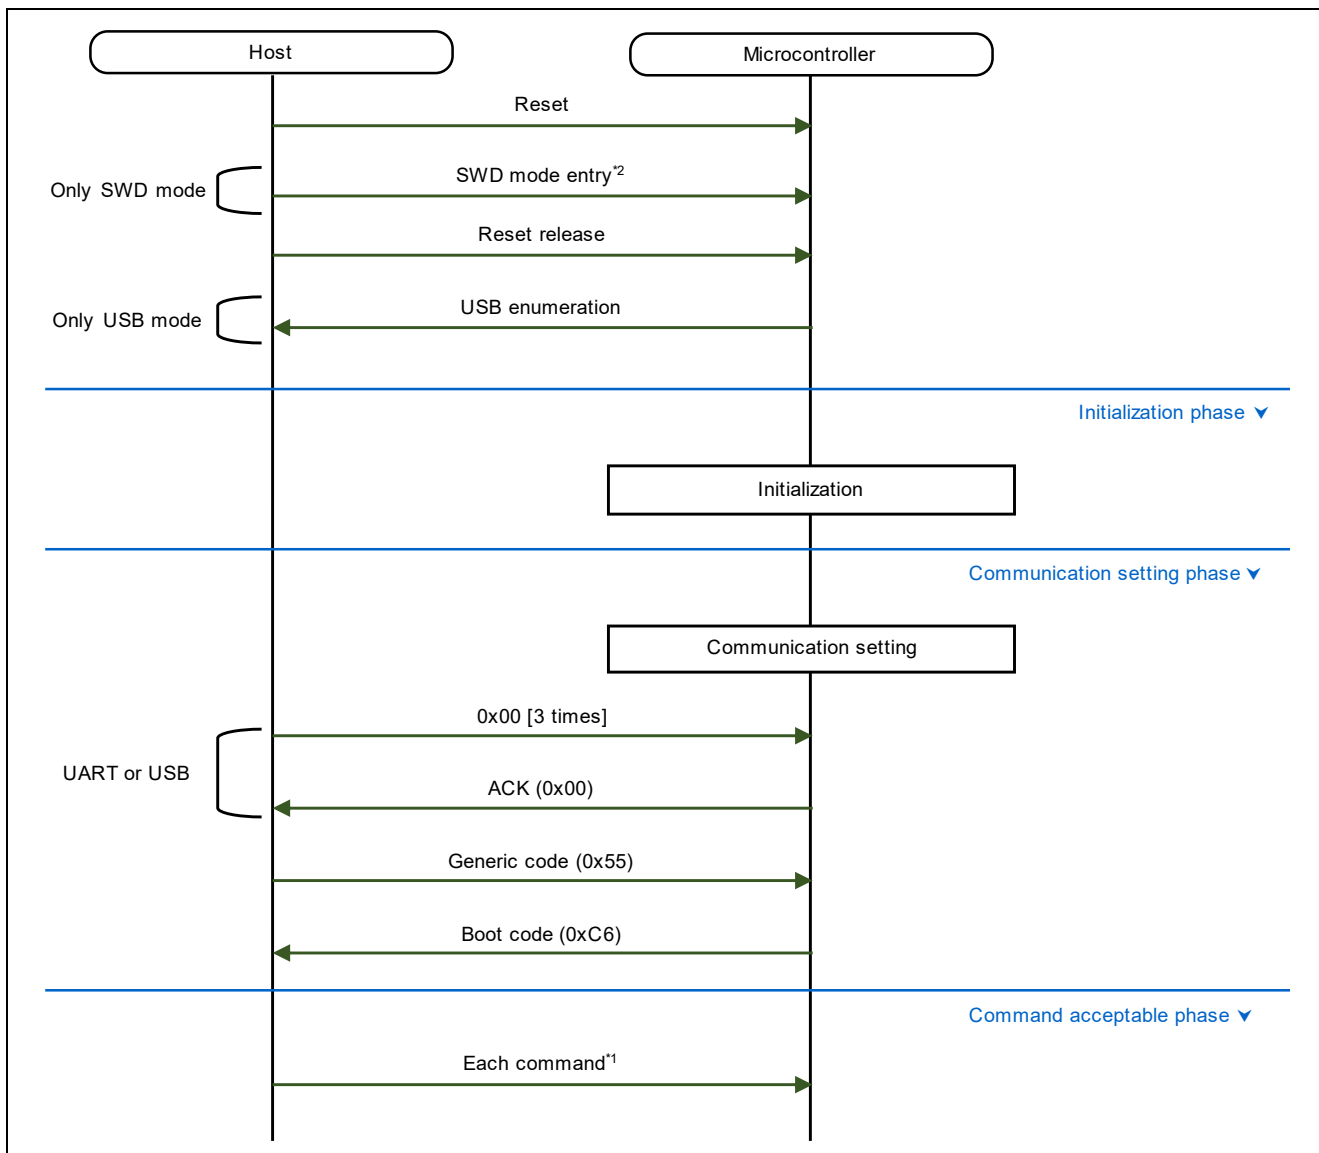 Host
Microcontroller
Reset
SWD mode entry*2
Only SWD mode
Reset release
USB enumeration
Only USB mode
Initialization phase
Initialization
Communication setting phase
Communication setting
0x00 [3 times]
UART or USB
ACK (0x00)
Generic code (0x55)
Boot code (0xC6)
Command acceptable phase
Each command*1